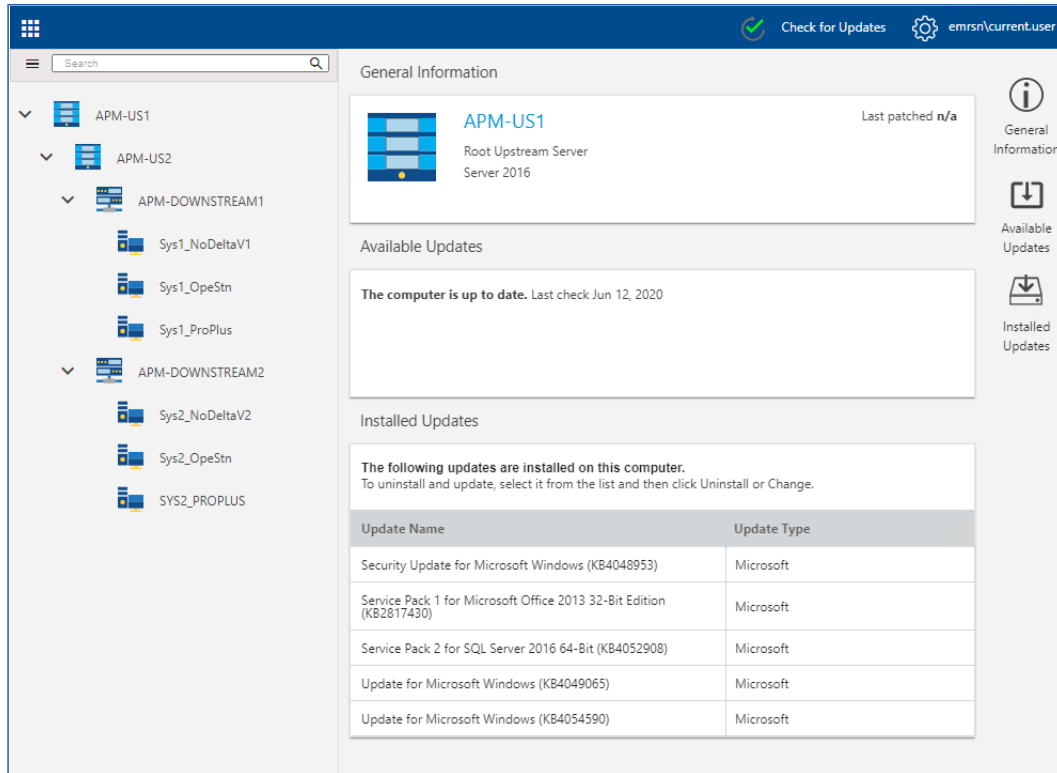 Check for Updates
emrsn\current.user
Search
APM-US1
APM-US2
APM-DOWNSTREAM1
Sys1_NoDeltaV1
Sys1_OpeStn
Sys1_ProPlus
APM-DOWNSTREAM2
Sys2_NoDeltaV2
Sys2_OpeStn
SYS2_PROPLUS
General Information
APM-US1
Last patched n/a
Root Upstream Server
Server 2016
Available Updates
The computer is up to date. Last check Jun 12, 2020
Installed Updates
The following updates are installed on this computer.
To uninstall and update, select it from the list and then click Uninstall or Change.
Update Name
Update Type
Security Update for Microsoft Windows (KB4048953)
Microsoft
Service Pack 1 for Microsoft Office 2013 32-Bit Edition
(KB2817430)
Microsoft
Service Pack 2 for SQL Server 2016 64-Bit (KB4052908)
Microsoft
Update for Microsoft Windows (KB4049065)
Microsoft
Update for Microsoft Windows (KB4054590)
Microsoft
General
Information
Available
Updates
Installed
Updates